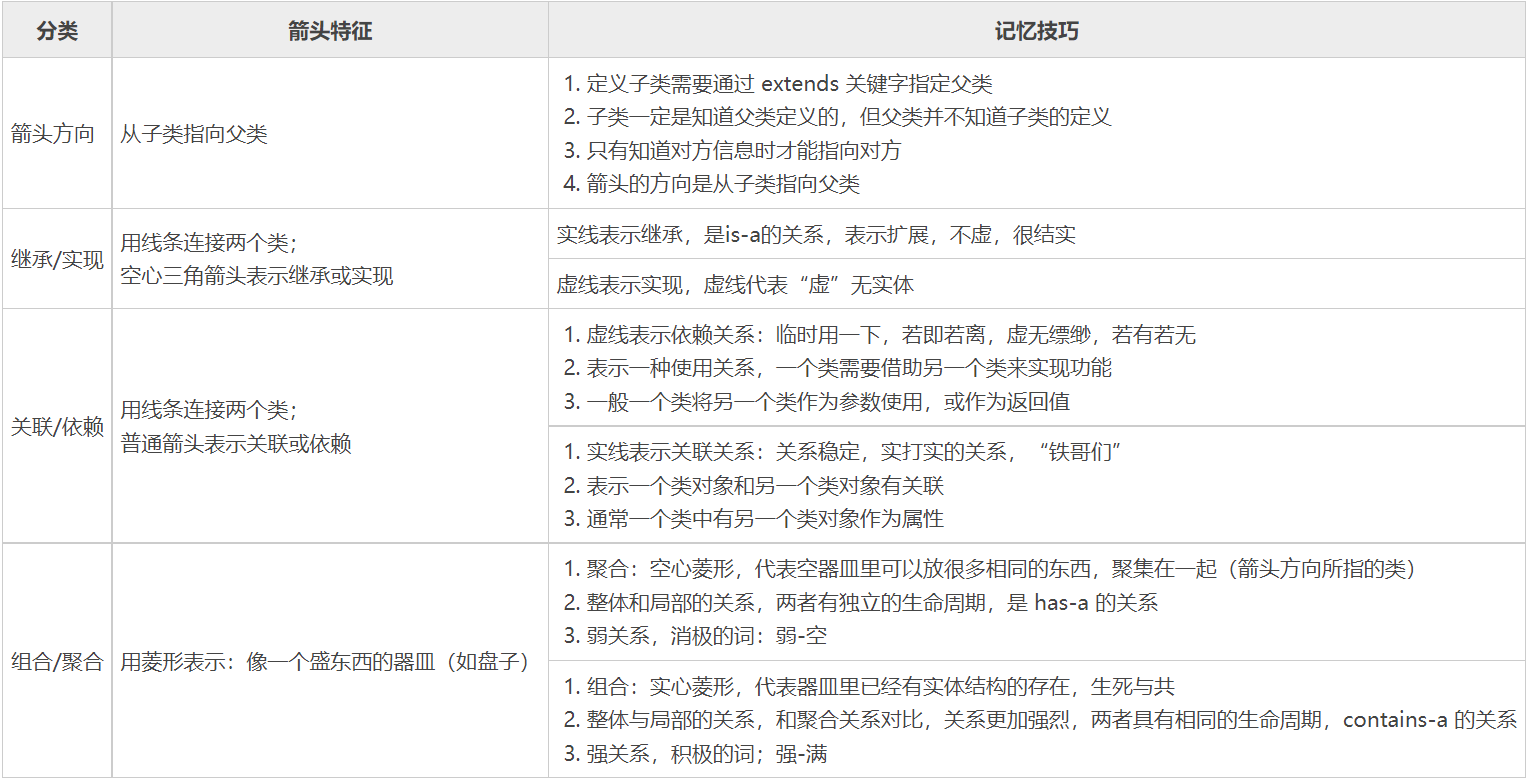 分类
箭头特征
记忆技巧
箭头方向
从子类指向父类
1. 定义子类需要通过 extends 关键字指定父类
2. 子类一定是知道父类定义的，但父类并不知道子类的定义
3. 只有知道对方信息时才能指向对方
4. 箭头的方向是从子类指向父类
继承/实现
用线条连接两个类；
空心三角箭头表示继承或实现
实线表示继承，是is-a的关系，表示扩展，不虚，很结实
虚线表示实现，虚线代表“虚”无实体
关联/依赖
用线条连接两个类；
普通箭头表示关联或依赖
1. 虚线表示依赖关系：临时用一下，若即若离，虚无缥缈，若有若无
2. 表示一种使用关系，一个类需要借助另一个类来实现功能
3. 一般一个类将另一个类作为参数使用，或作为返回值
1. 实线表示关联关系：关系稳定，实打实的关系，“铁哥们”
2. 表示一个类对象和另一个类对象有关联
3. 通常一个类中有另一个类对象作为属性
组合/聚合
用菱形表示：像一个盛东西的器皿（如盘子）
1. 聚合：空心菱形，代表空器皿里可以放很多相同的东西，聚集在一起（箭头方向所指的类）
2. 整体和局部的关系，两者有独立的生命周期，是 has-a 的关系
3. 弱关系，消极的词：弱-空
1. 组合：实心菱形，代表器皿里已经有实体结构的存在，生死与共
2. 整体与局部的关系，和聚合关系对比，关系更加强烈，两者具有相同的生命周期，contains-a 的关系
3. 强关系，积极的词；强-满